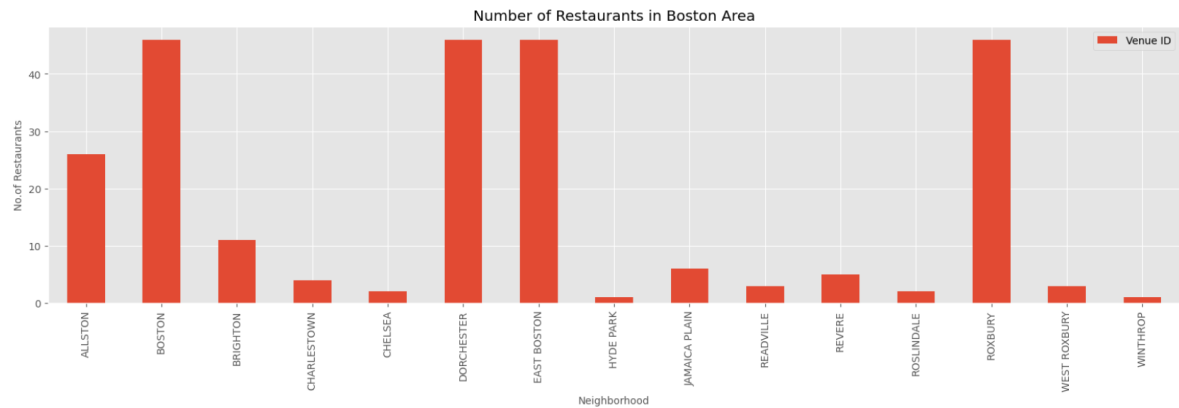 Number of Restaurants in Boston Area
Venue ID
No.of Restaurants
40
30
20
10
0
ALLSTON
BOSTON
BRIGHTON
CHARLESTOWN
CHELSEA
DORCHESTER
EAST BOSTON
HYDE PARK
JAMAICA PLAIN
READVILLE
REVERE
ROSLINDALE
ROXBURY
WEST ROXBURY
WINTHROP
Neighborhood